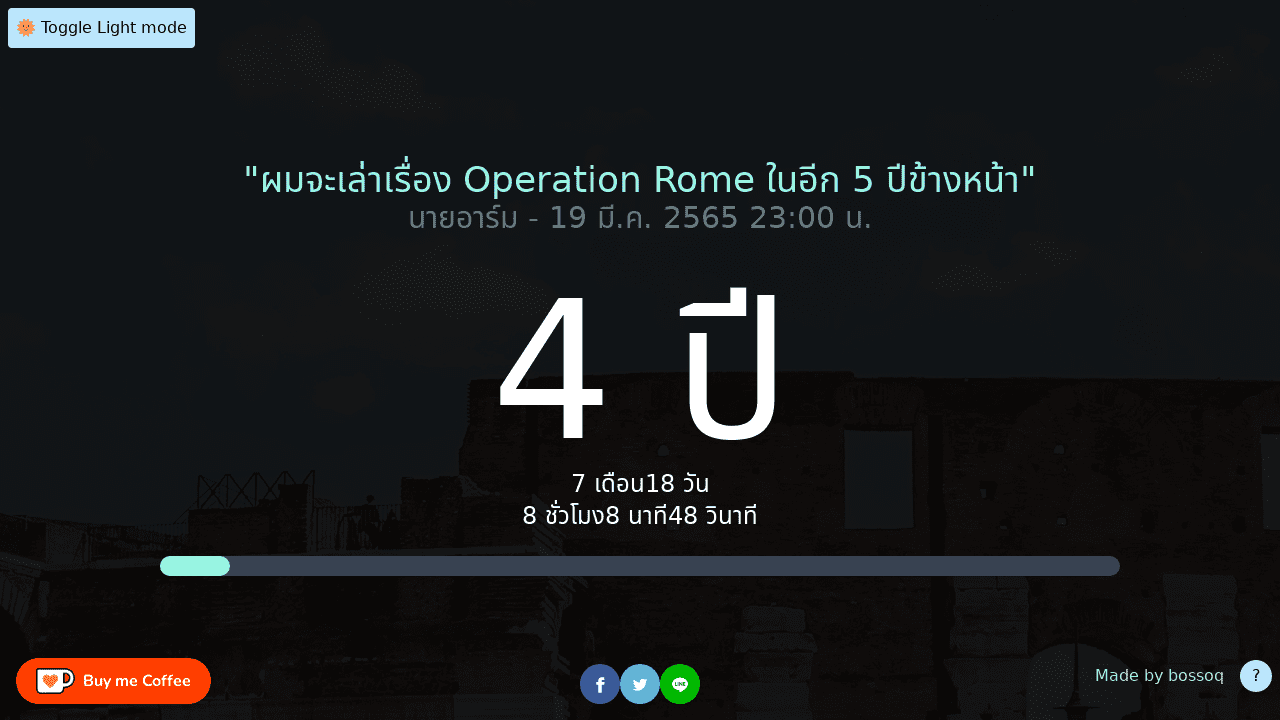 Toggle Light mode
"ผมจะเล่าเรื่อง Operation Rome ในอีก 5 ปีข้างหน้า"
นายอาร์ม - 19 มี.ค. 2565 23:00 น.
4 ปี
7 เดือน18 วัน
8 ชั่วโมง8 นาที48 วินาที
Buy me Coffee
LINE
Made by bossoq
?